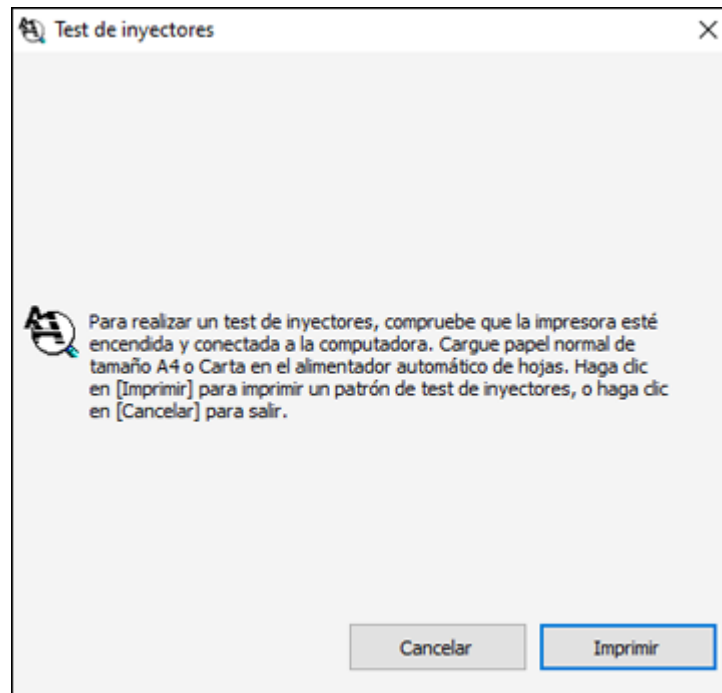 Test de inyectores
Para realizar un test de inyectores, compruebe que la impresora esté
encendida y conectada a la computadora. Cargue papel normal de
tamaño A4 o Carta en el alimentador automático de hojas. Haga clic
en [Imprimir] para imprimir un patrón de test de inyectores, o haga clic
en [Cancelar] para salir.
Cancelar
Imprimir